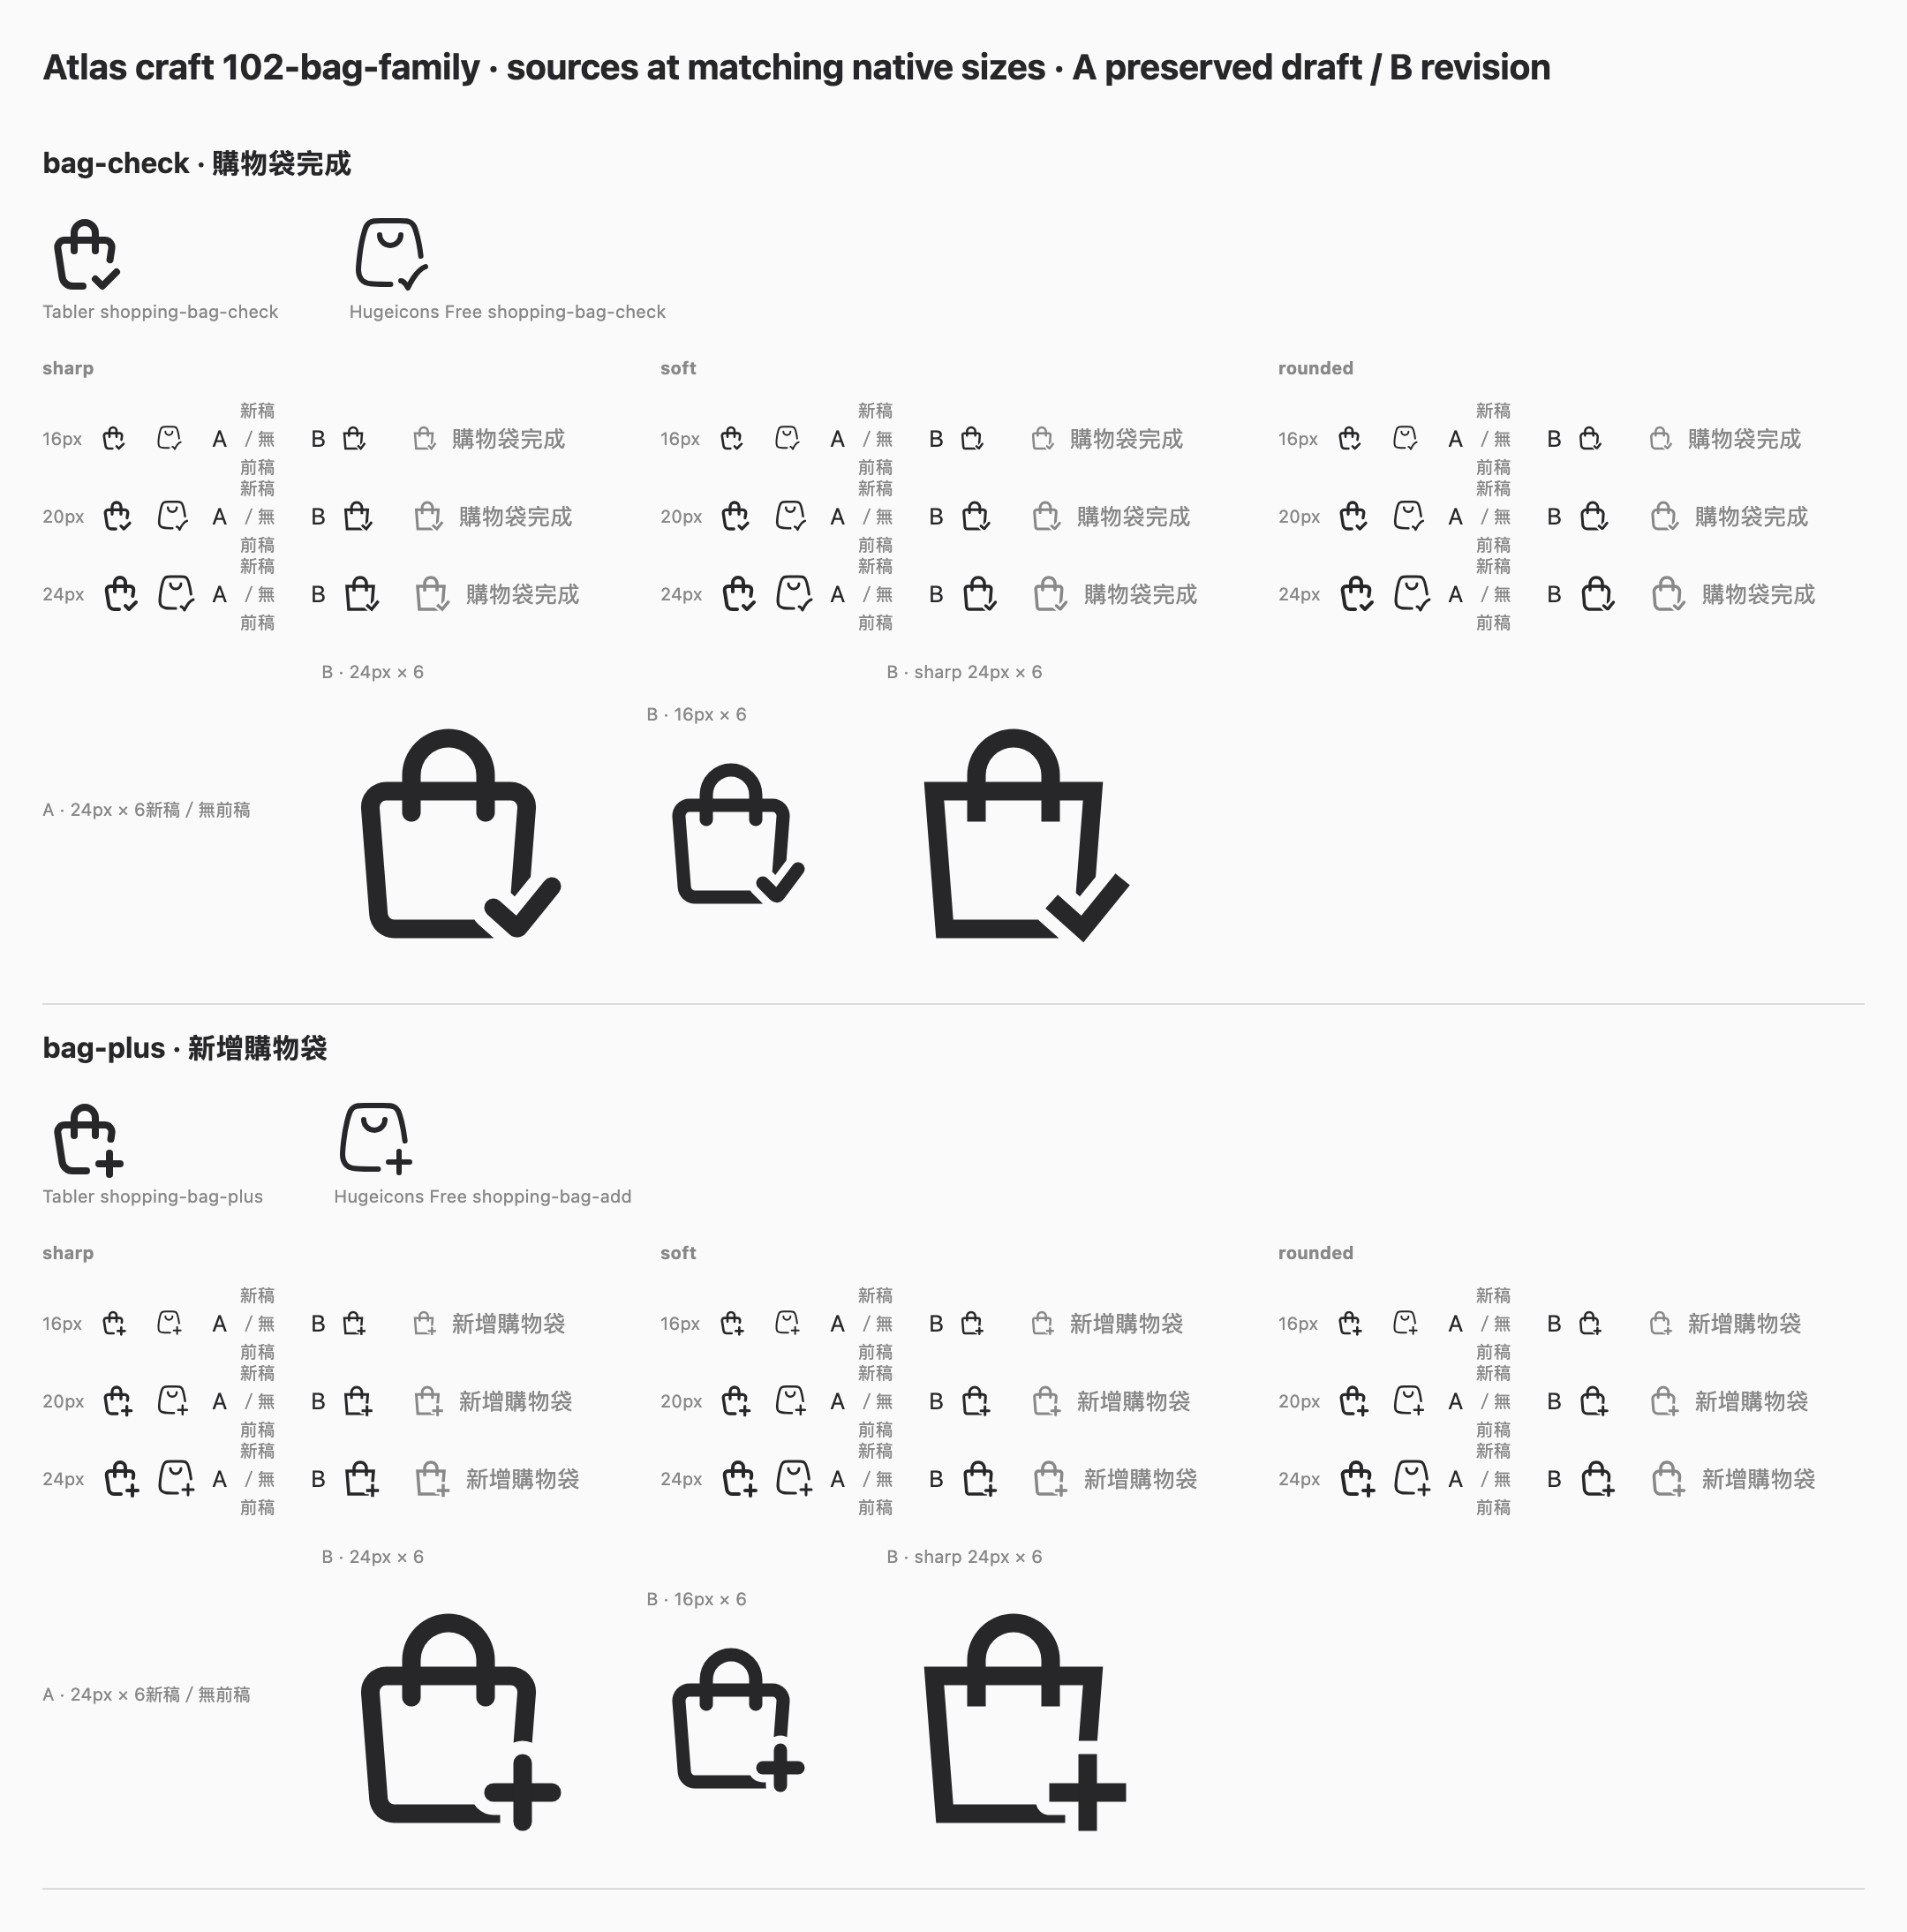 Atlas craft 102-bag-family · sources at matching native sizes · A preserved draft / B revision
bag-check · 購物袋完成
Tabler shopping-bag-check
Hugeicons Free shopping-bag-check
sharp
16px A 新稿 / 無前稿 B 購物袋完成
20px A 新稿 / 無前稿 B 購物袋完成
24px A 新稿 / 無前稿 B 購物袋完成
soft
16px A 新稿 / 無前稿 B 購物袋完成
20px A 新稿 / 無前稿 B 購物袋完成
24px A 新稿 / 無前稿 B 購物袋完成
rounded
16px A 新稿 / 無前稿 B 購物袋完成
20px A 新稿 / 無前稿 B 購物袋完成
24px A 新稿 / 無前稿 B 購物袋完成
A · 24px × 6新稿 / 無前稿
B · 24px × 6
B · 16px × 6
B · sharp 24px × 6
bag-plus · 新增購物袋
Tabler shopping-bag-plus
Hugeicons Free shopping-bag-add
sharp
16px A 新稿 / 無前稿 B 新增購物袋
20px A 新稿 / 無前稿 B 新增購物袋
24px A 新稿 / 無前稿 B 新增購物袋
soft
16px A 新稿 / 無前稿 B 新增購物袋
20px A 新稿 / 無前稿 B 新增購物袋
24px A 新稿 / 無前稿 B 新增購物袋
rounded
16px A 新稿 / 無前稿 B 新增購物袋
20px A 新稿 / 無前稿 B 新增購物袋
24px A 新稿 / 無前稿 B 新增購物袋
A · 24px × 6新稿 / 無前稿
B · 24px × 6
B · 16px × 6
B · sharp 24px × 6